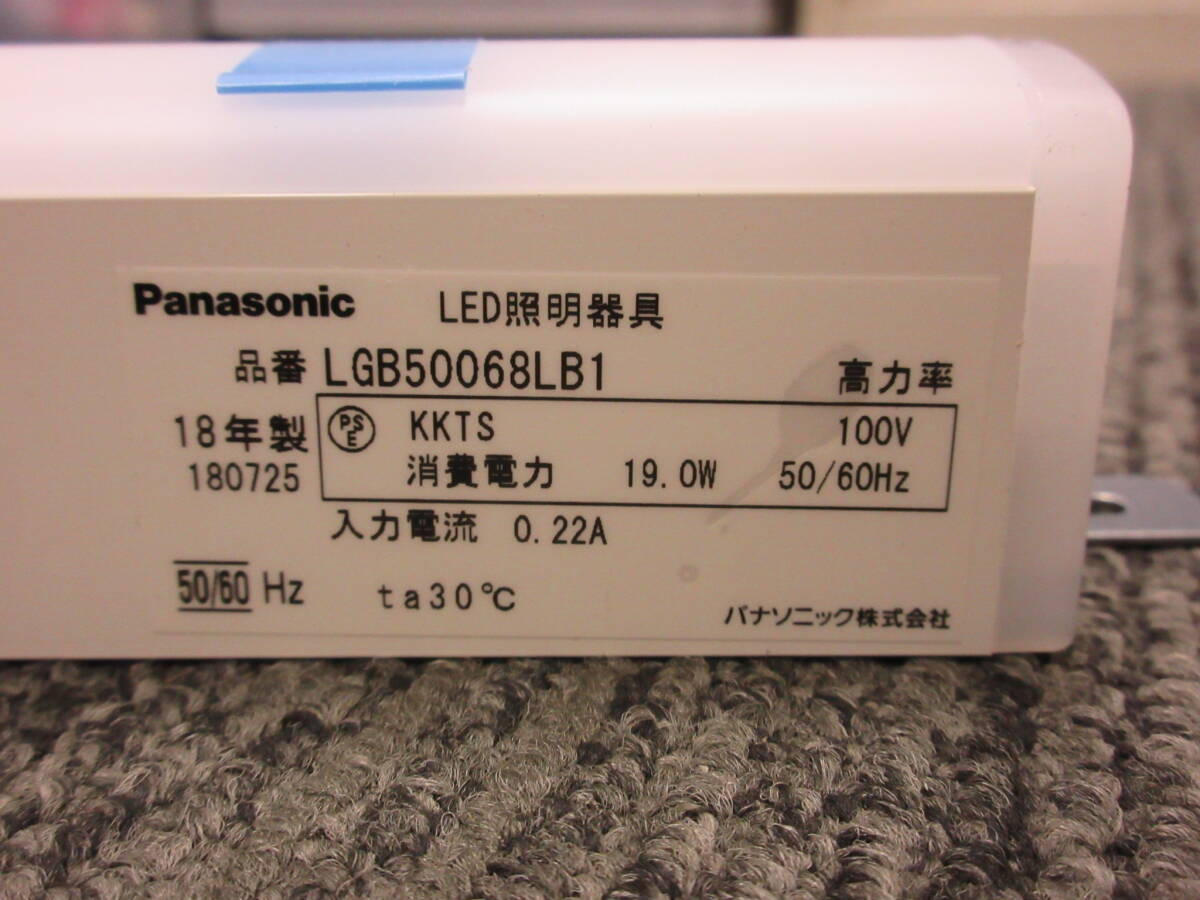 Panasonic LED照明器具
品番 LGB50068LB1 高力率
18年製 PSE KKTS 100V
180725 消費電力 19.0W 50/60Hz
入力電流 0.22A
50/60 Hz ta30℃
パナソニック株式会社